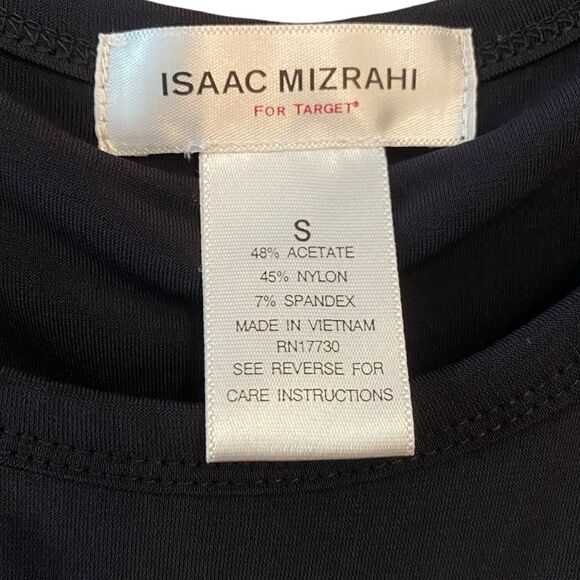 ISAAC MIZRAHI
FOR TARGET®
S
48% ACETATE
45% NYLON
7% SPANDEX
MADE IN VIETNAM
RN17730
SEE REVERSE FOR
CARE INSTRUCTIONS